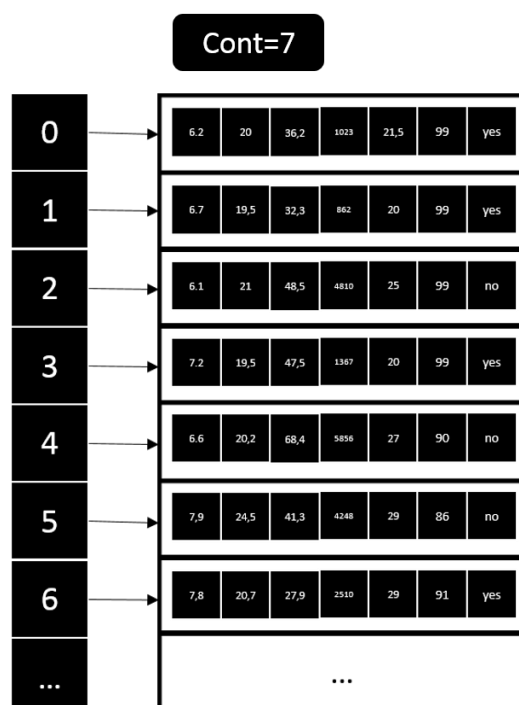 Cont=7
0 6.2 20 36,2 1023 21,5 99 yes
1 6.7 19,5 32,3 862 20 99 yes
2 6.1 21 48,5 4810 25 99 no
3 7.2 19,5 47,5 1367 20 99 yes
4 6.6 20,2 68,4 5856 27 90 no
5 7,9 24,5 41,3 4248 29 86 no
6 7,8 20,7 27,9 2510 29 91 yes
... ...